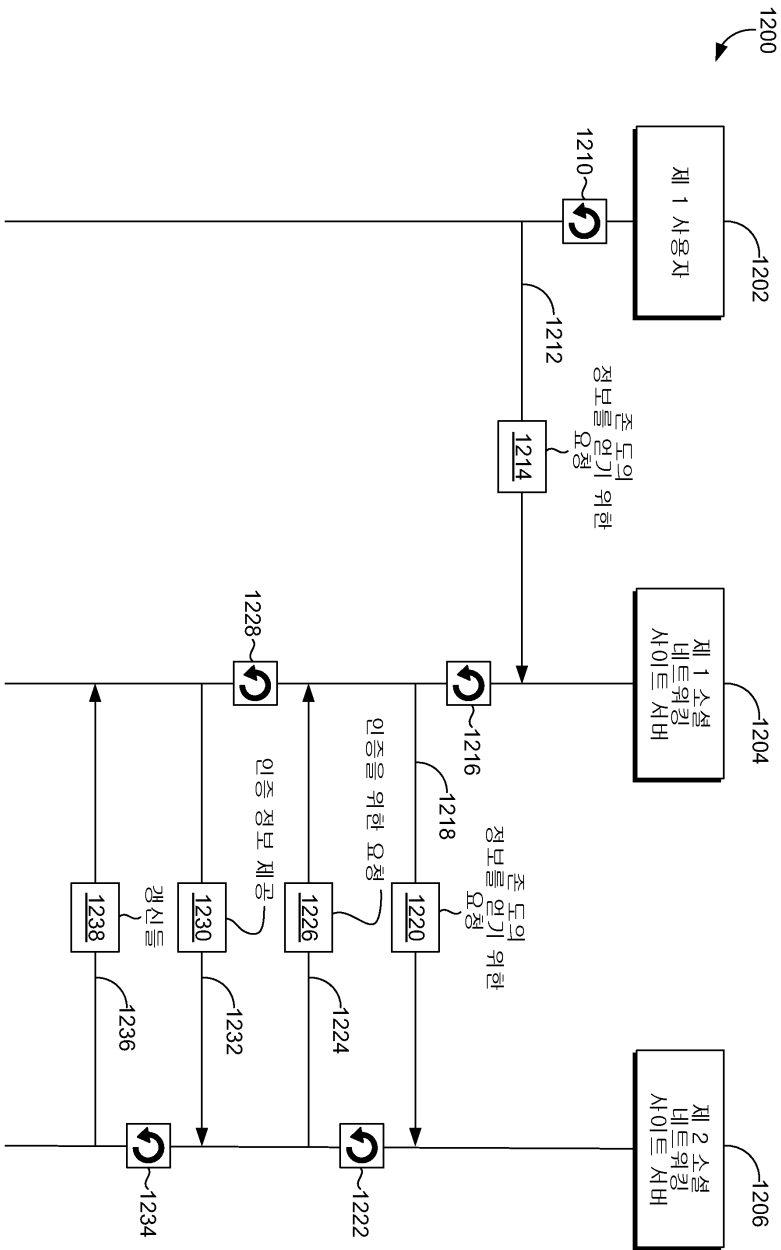 1200
1202
제 1 사용자
1204
제 1 소셜
네트워킹
사이트 서버
1206
제 2 소셜
네트워킹
사이트 서버
1210
1212
존 도의
정보를 얻기 위한
요청
1214
1216
1218
존 도의
정보를 얻기 위한
요청
1220
1222
1224
인증을 위한 요청
1226
1228
인증 정보 제공
1230
1232
1234
갱신들
1238
1236